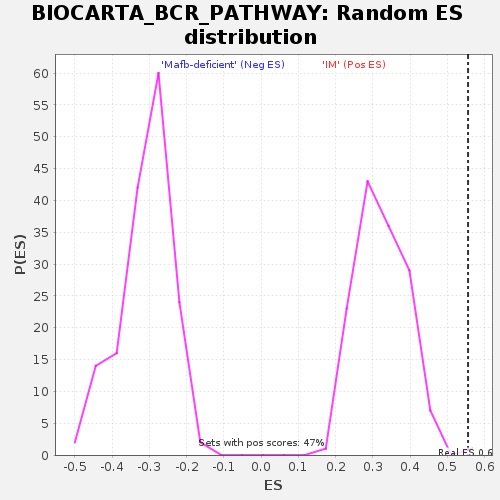 BIOCARTA_BCR_PATHWAY: Random ES
distribution
'Mafb-deficient' (Neg ES) 'IM' (Pos ES)
60
55
50
45
40
35
30
25
20
15
10
5
0
P(ES)
Sets with pos scores: 47%
Real ES 0.6
-0.5 -0.4 -0.3 -0.2 -0.1 0.0 0.1 0.2 0.3 0.4 0.5 0.6
ES